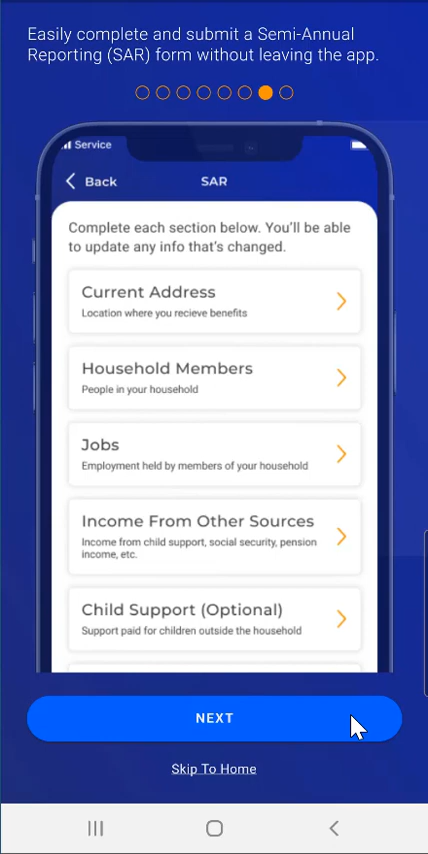 Easily complete and submit a Semi-Annual
Reporting (SAR) form without leaving the app.
Service
Back
SAR
Complete each section below. You'll be able
to update any info that's changed.
Current Address
Location where you recieve benefits
Household Members
People in your household
Jobs
Employment held by members of your household
Income From Other Sources
Income from child support, social security, pension
income, etc.
Child Support (Optional)
Support paid for children outside the household
NEXT
Skip To Home